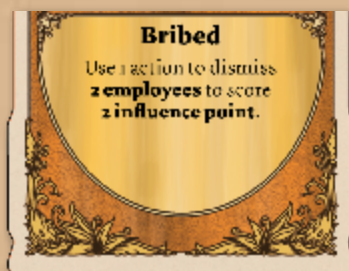 Bribed
Use 1 action to dismiss
2 employees to score
2 influence point.